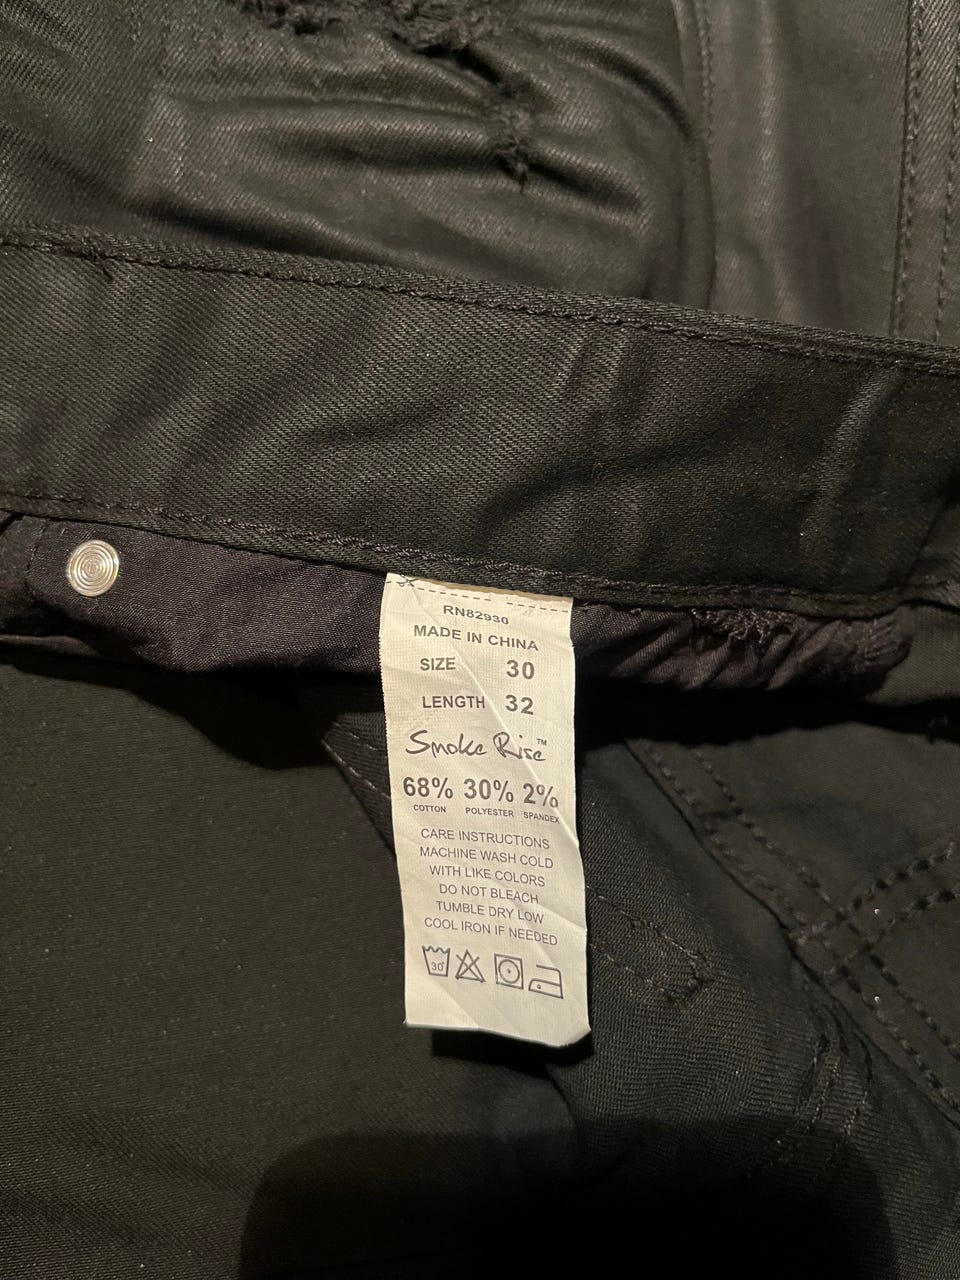 RN82930
MADE IN CHINA
SIZE 30
LENGTH 32
Smoke Rise™
68% 30% 2%
COTTON POLYESTER SPANDEX
CARE INSTRUCTIONS
MACHINE WASH COLD
WITH LIKE COLORS
DO NOT BLEACH
TUMBLE DRY LOW
COOL IRON IF NEEDED
30°